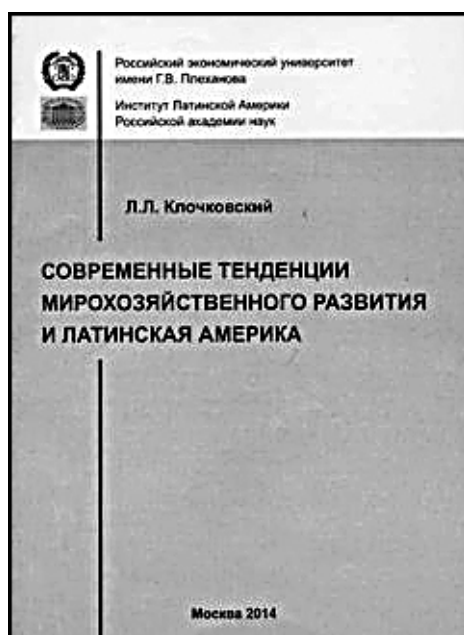 Российский экономический университет
имени Г.В. Плеханова
Институт Латинской Америки
Российской академии наук
Л.Л. Клочковский
СОВРЕМЕННЫЕ ТЕНДЕНЦИИ
МИРОХОЗЯЙСТВЕННОГО РАЗВИТИЯ
И ЛАТИНСКАЯ АМЕРИКА
Москва 2014